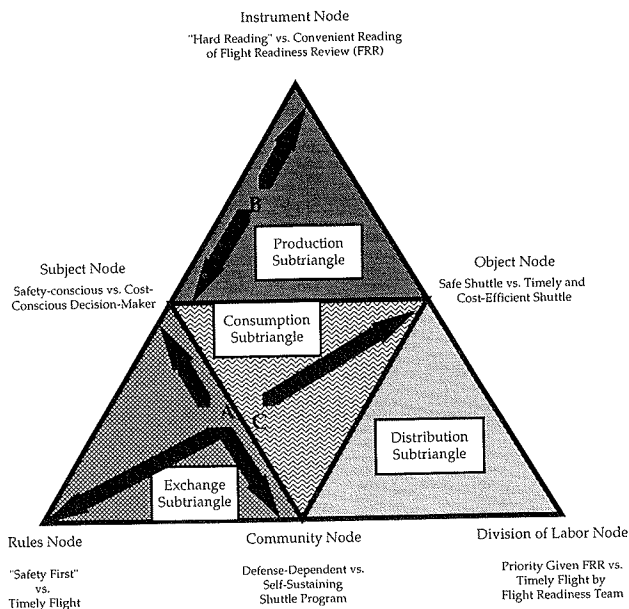 Instrument Node
"Hard Reading" vs. Convenient Reading
of Flight Readiness Review (FRR)
B
Production
Subtriangle
Subject Node
Safety-conscious vs. Cost-
Conscious Decision-Maker
Object Node
Safe Shuttle vs. Timely and
Cost-Efficient Shuttle
Consumption
Subtriangle
A
C
Distribution
Subtriangle
Exchange
Subtriangle
Rules Node
"Safety First"
vs.
Timely Flight
Community Node
Defense-Dependent vs.
Self-Sustaining
Shuttle Program
Division of Labor Node
Priority Given FRR vs.
Timely Flight by
Flight Readiness Team